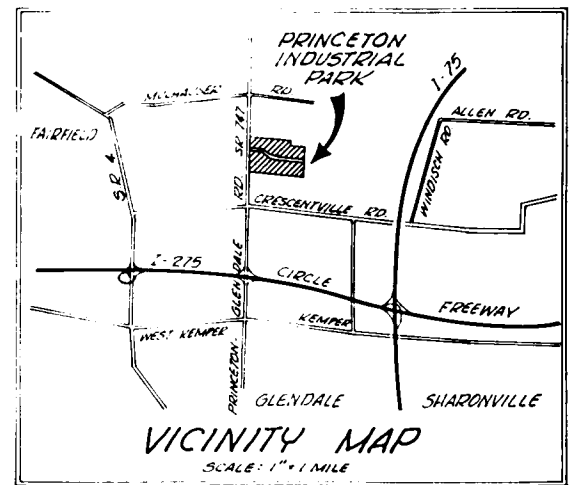 PRINCETON
INDUSTRIAL
PARK
I-75
MULHAUSER RD
ALLEN RD.
FAIRFIELD
SR 4
SR 747
WINDISCH RD
CRESCENTVILLE RD.
I-275
CIRCLE
FREEWAY
PRINCETON-GLENDALE RD.
WEST KEMPER
KEMPER
GLENDALE
SHARONVILLE
VICINITY MAP
SCALE: 1" = 1 MILE